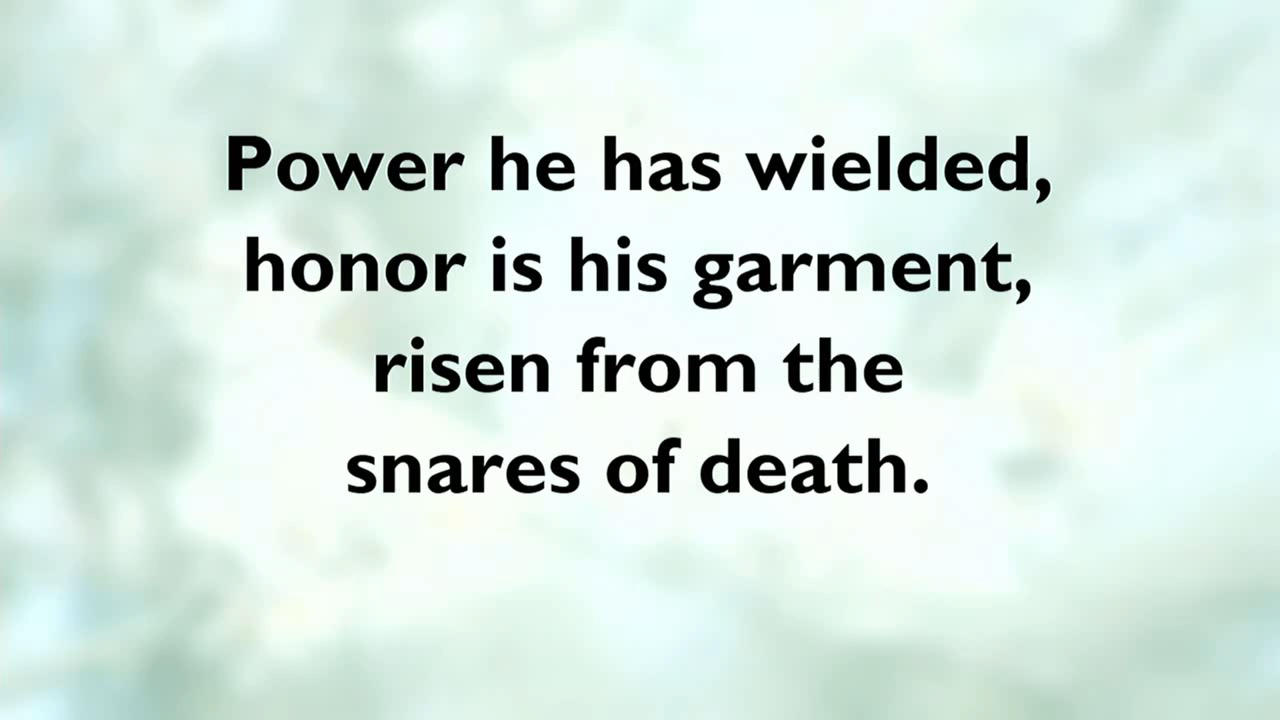 Power he has wielded,
honor is his garment,
risen from the
snares of death.